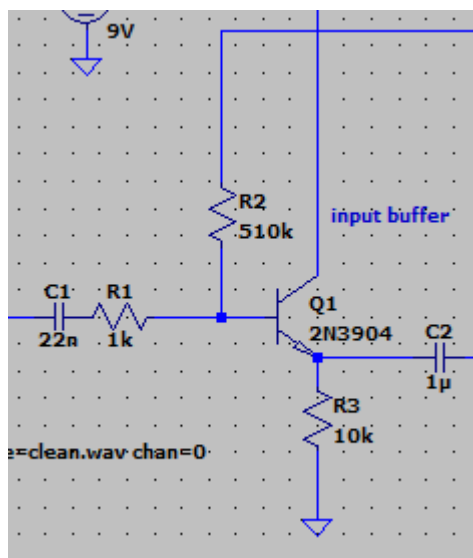 9V
R2
510k
input buffer
C1
R1
22n
1k
Q1
2N3904
C2
1µ
R3
10k
e=clean.wav chan=0